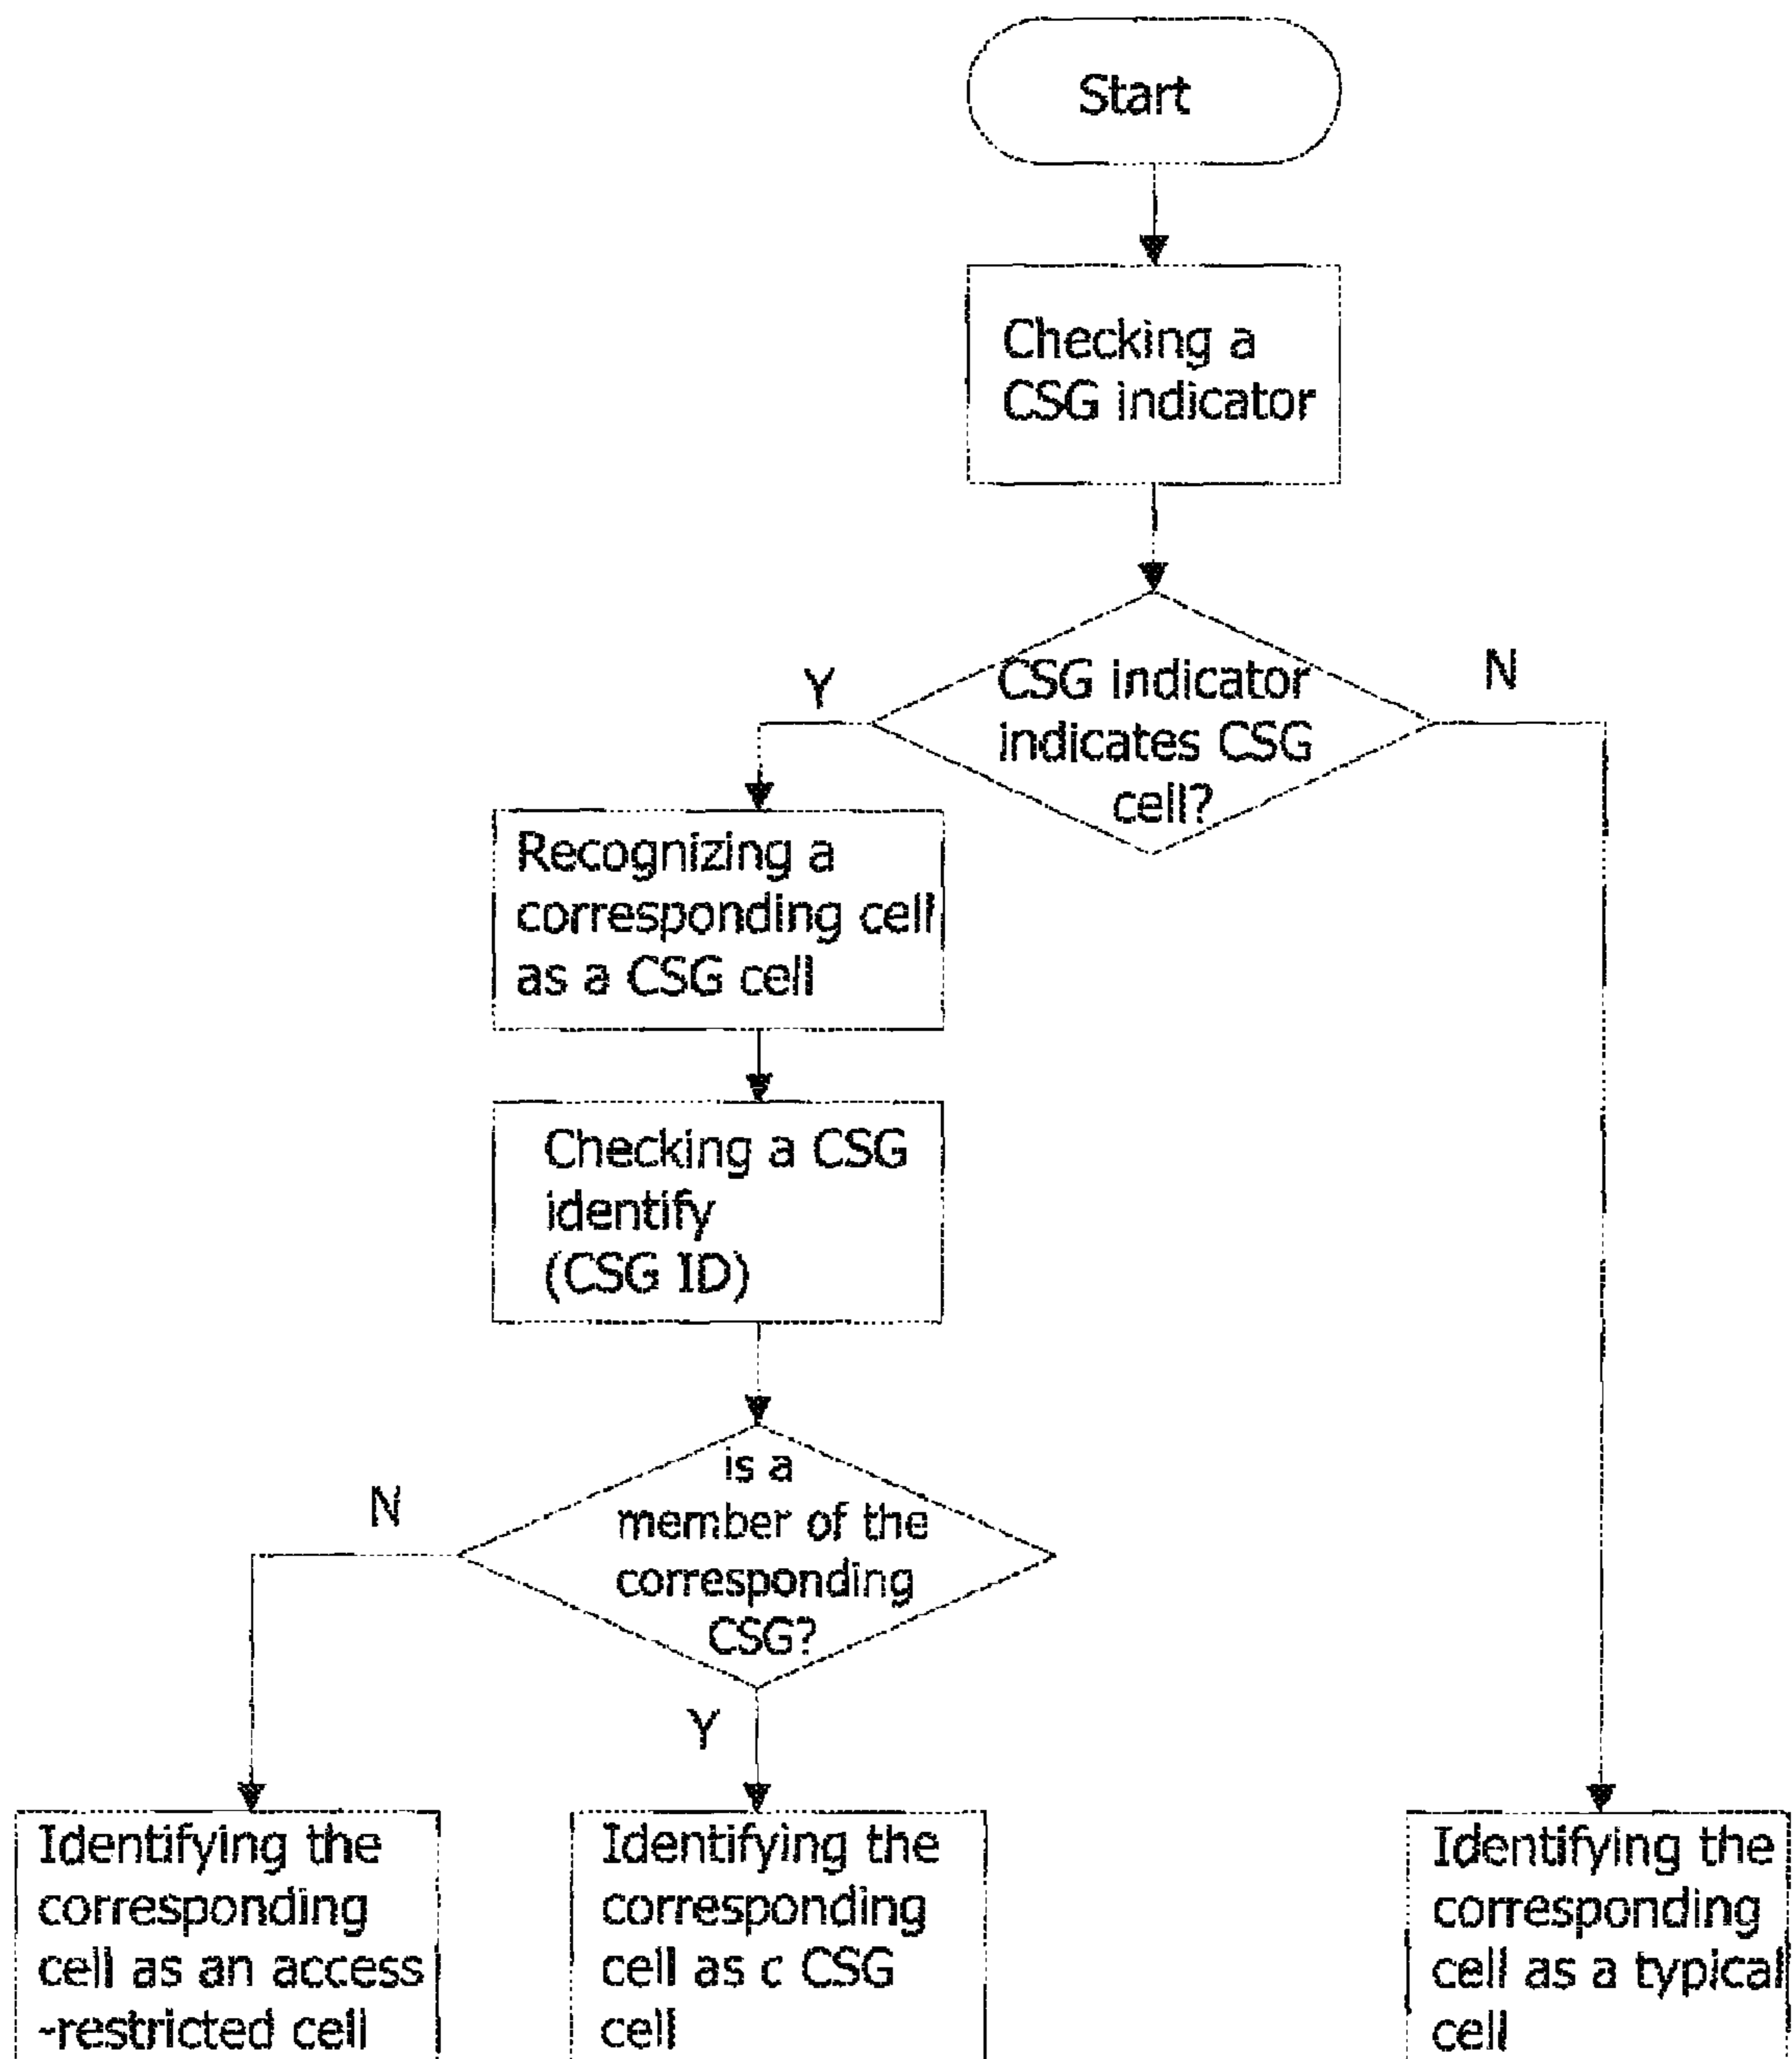 Start
Checking a
CSG indicator
CSG indicator
indicates CSG
cell?
Y
N
Recognizing a
corresponding cell
as a CSG cell
Checking a CSG
identify
(CSG ID)
is a
member of the
corresponding
CSG?
N
Y
Identifying the
corresponding
cell as an access
-restricted cell
Identifying the
corresponding
cell as c CSG
cell
Identifying the
corresponding
cell as a typical
cell